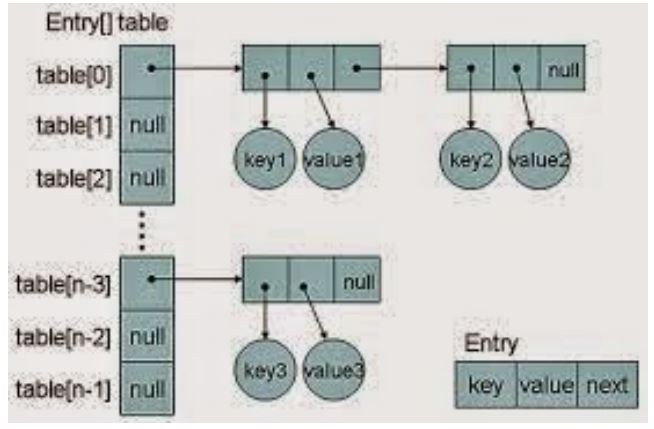 Entry[] table
table[0]
null
table[1] null
table[2] null
key1 value1 key2 value2
table[n-3] null
table[n-2] null
table[n-1] null
key3 value3
Entry
key value next